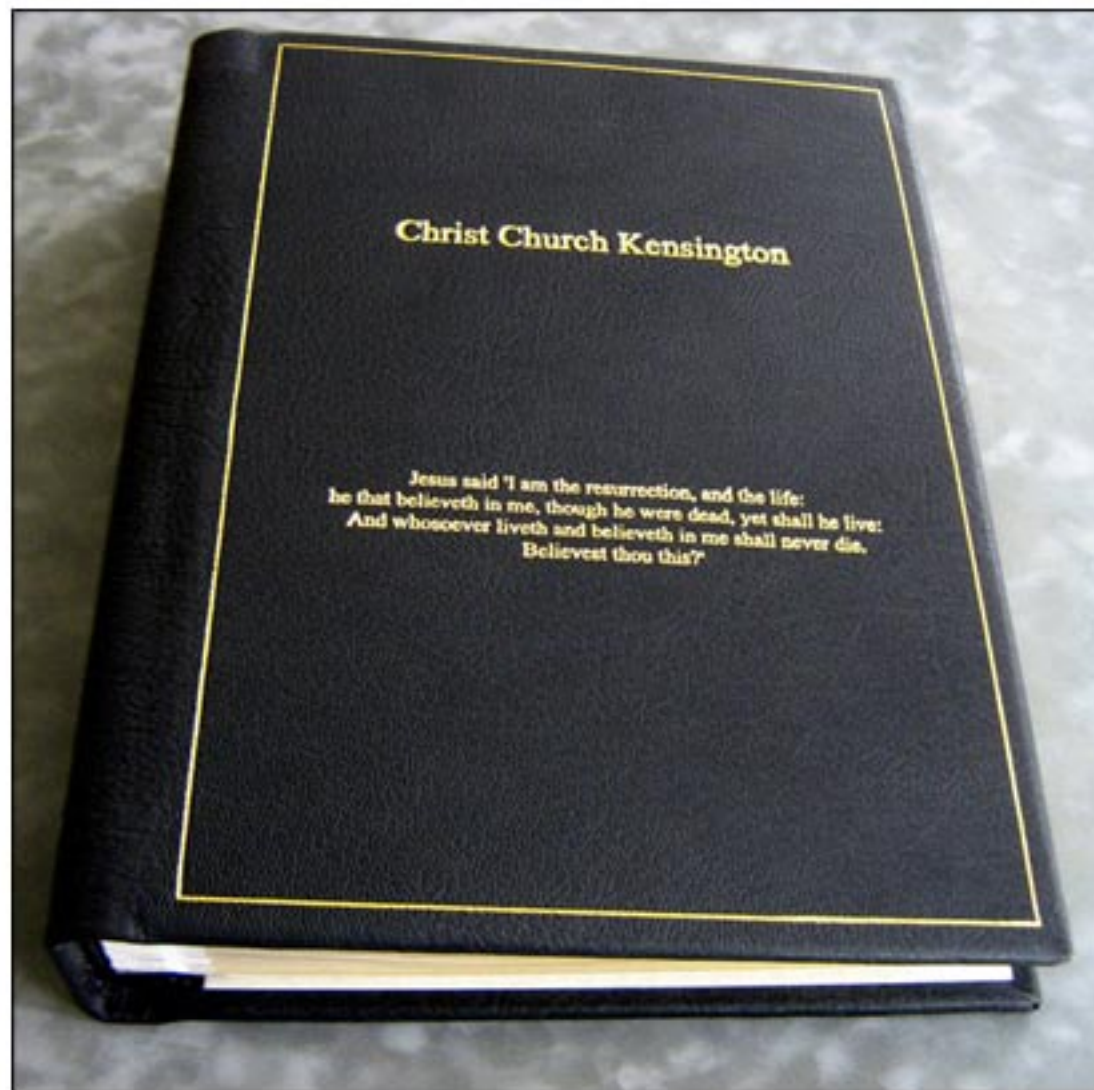 Christ Church Kensington
Jesus said 'I am the resurrection, and the life:
he that believeth in me, though he were dead, yet shall he live:
And whosoever liveth and believeth in me shall never die.
Believest thou this?'